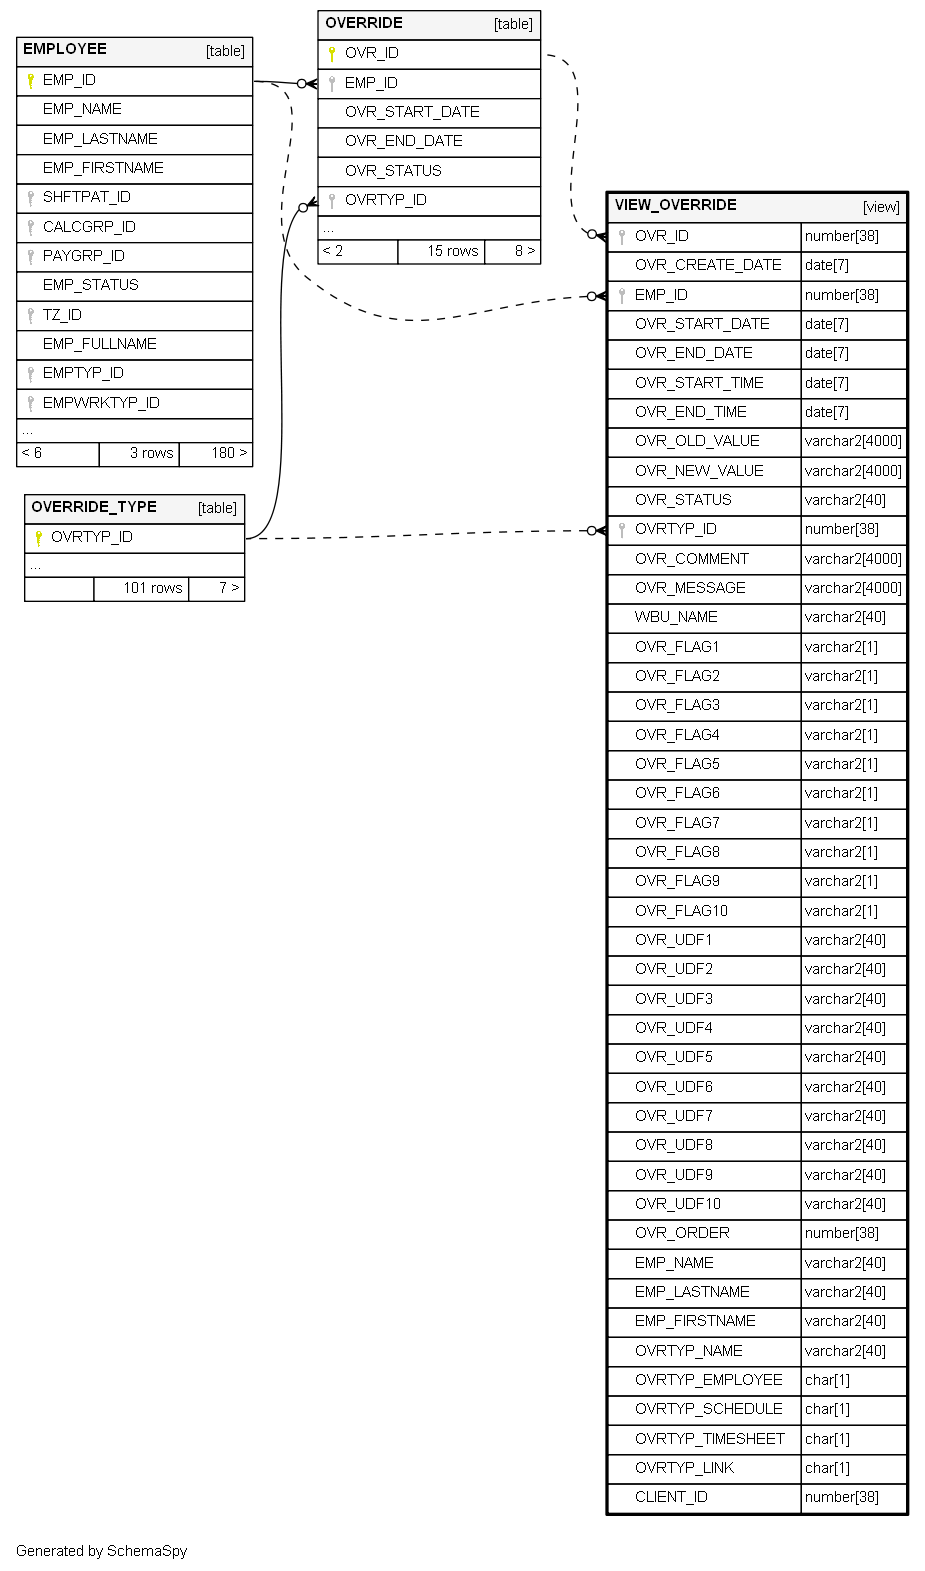 EMPLOYEE [table]
EMP_ID
EMP_NAME
EMP_LASTNAME
EMP_FIRSTNAME
SHFTPAT_ID
CALCGRP_ID
PAYGRP_ID
EMP_STATUS
TZ_ID
EMP_FULLNAME
EMPTYP_ID
EMPWRKTYP_ID
...
< 6 3 rows 180 >
OVERRIDE [table]
OVR_ID
EMP_ID
OVR_START_DATE
OVR_END_DATE
OVR_STATUS
OVRTYP_ID
...
< 2 15 rows 8 >
OVERRIDE_TYPE [table]
OVRTYP_ID
...
101 rows 7 >
VIEW_OVERRIDE [view]
OVR_ID number[38]
OVR_CREATE_DATE date[7]
EMP_ID number[38]
OVR_START_DATE date[7]
OVR_END_DATE date[7]
OVR_START_TIME date[7]
OVR_END_TIME date[7]
OVR_OLD_VALUE varchar2[4000]
OVR_NEW_VALUE varchar2[4000]
OVR_STATUS varchar2[40]
OVRTYP_ID number[38]
OVR_COMMENT varchar2[4000]
OVR_MESSAGE varchar2[4000]
WBU_NAME varchar2[40]
OVR_FLAG1 varchar2[1]
OVR_FLAG2 varchar2[1]
OVR_FLAG3 varchar2[1]
OVR_FLAG4 varchar2[1]
OVR_FLAG5 varchar2[1]
OVR_FLAG6 varchar2[1]
OVR_FLAG7 varchar2[1]
OVR_FLAG8 varchar2[1]
OVR_FLAG9 varchar2[1]
OVR_FLAG10 varchar2[1]
OVR_UDF1 varchar2[40]
OVR_UDF2 varchar2[40]
OVR_UDF3 varchar2[40]
OVR_UDF4 varchar2[40]
OVR_UDF5 varchar2[40]
OVR_UDF6 varchar2[40]
OVR_UDF7 varchar2[40]
OVR_UDF8 varchar2[40]
OVR_UDF9 varchar2[40]
OVR_UDF10 varchar2[40]
OVR_ORDER number[38]
EMP_NAME varchar2[40]
EMP_LASTNAME varchar2[40]
EMP_FIRSTNAME varchar2[40]
OVRTYP_NAME varchar2[40]
OVRTYP_EMPLOYEE char[1]
OVRTYP_SCHEDULE char[1]
OVRTYP_TIMESHEET char[1]
OVRTYP_LINK char[1]
CLIENT_ID number[38]
Generated by SchemaSpy